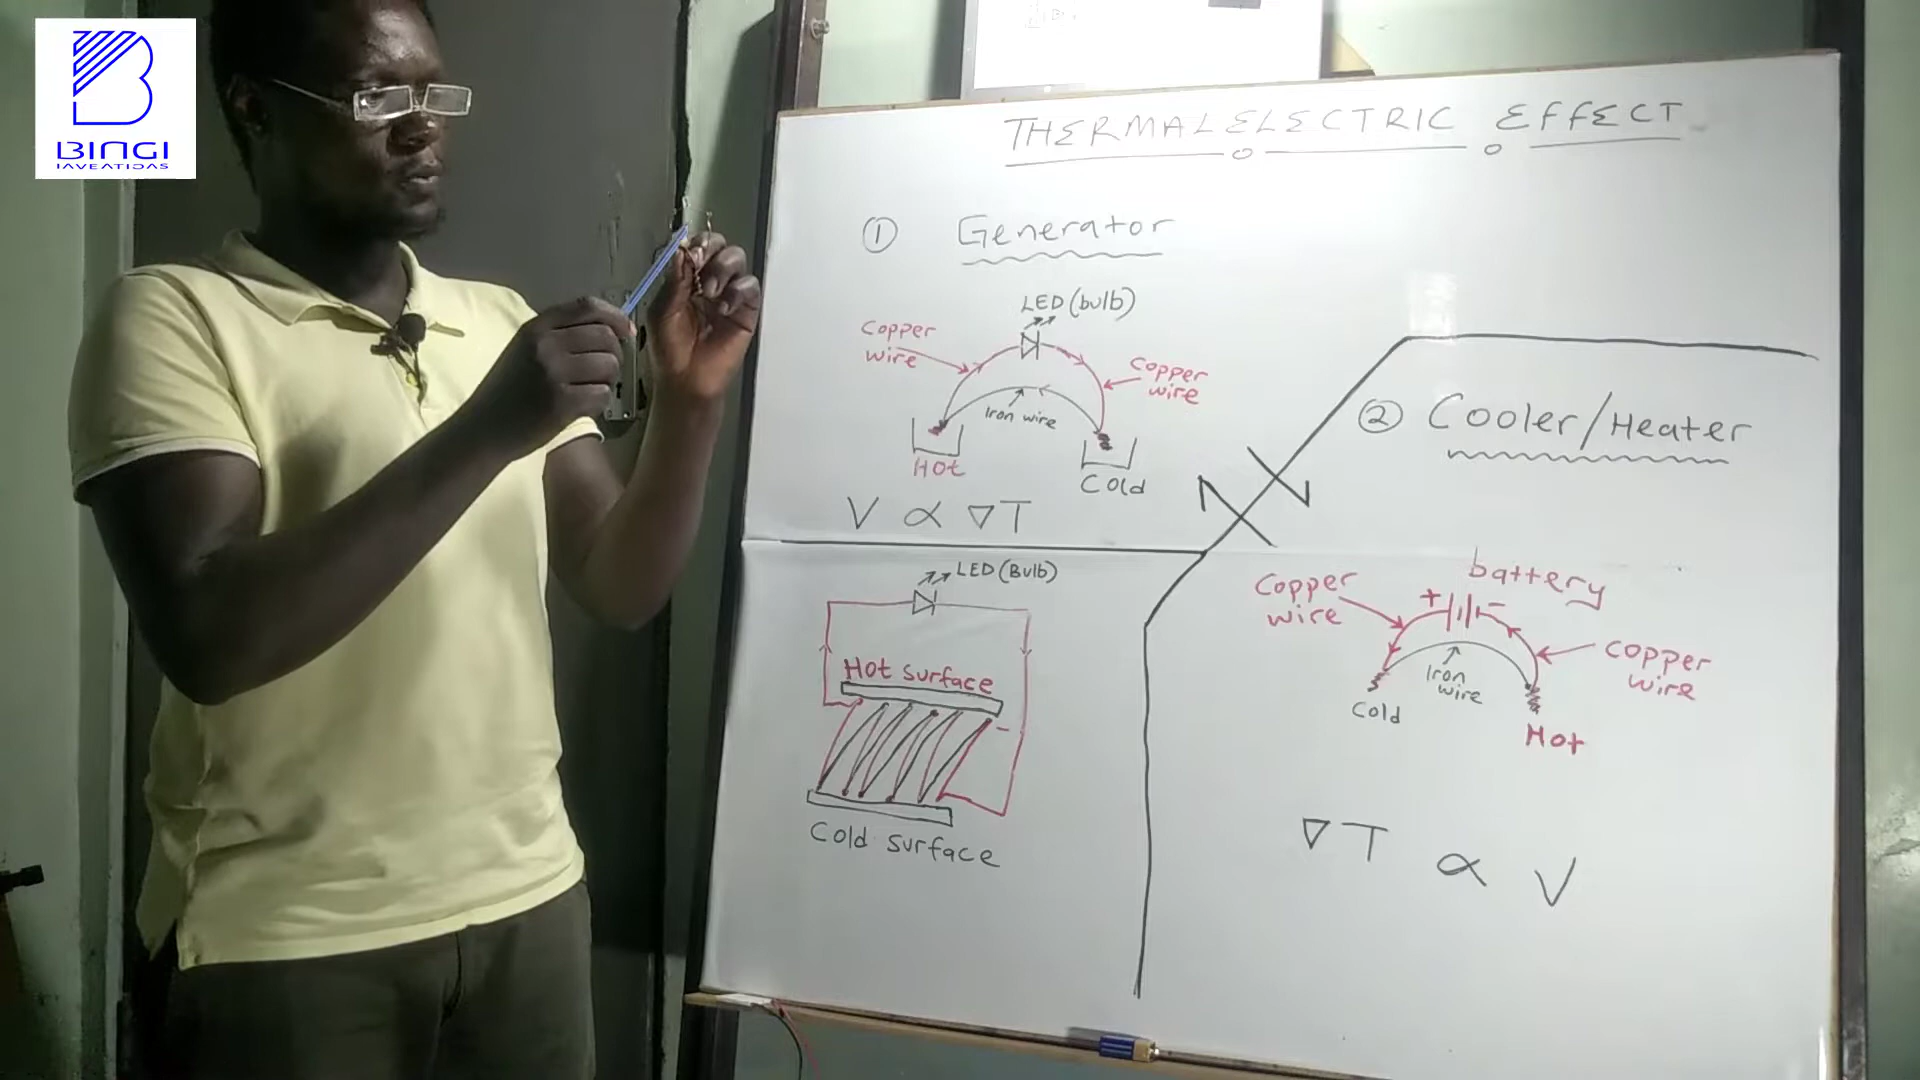 BINGI
IAVEATIDAS
THERMALELECTRIC EFFECT
① Generator
LED (bulb)
Copper
wire
Copper
wire
Iron wire
Hot
Cold
V ∝ ▽T
LED (Bulb)
Hot surface
Cold surface
② Cooler/Heater
battery
Copper
wire
+ -
Copper
wire
Iron
wire
Cold
Hot
▽T ∝ V